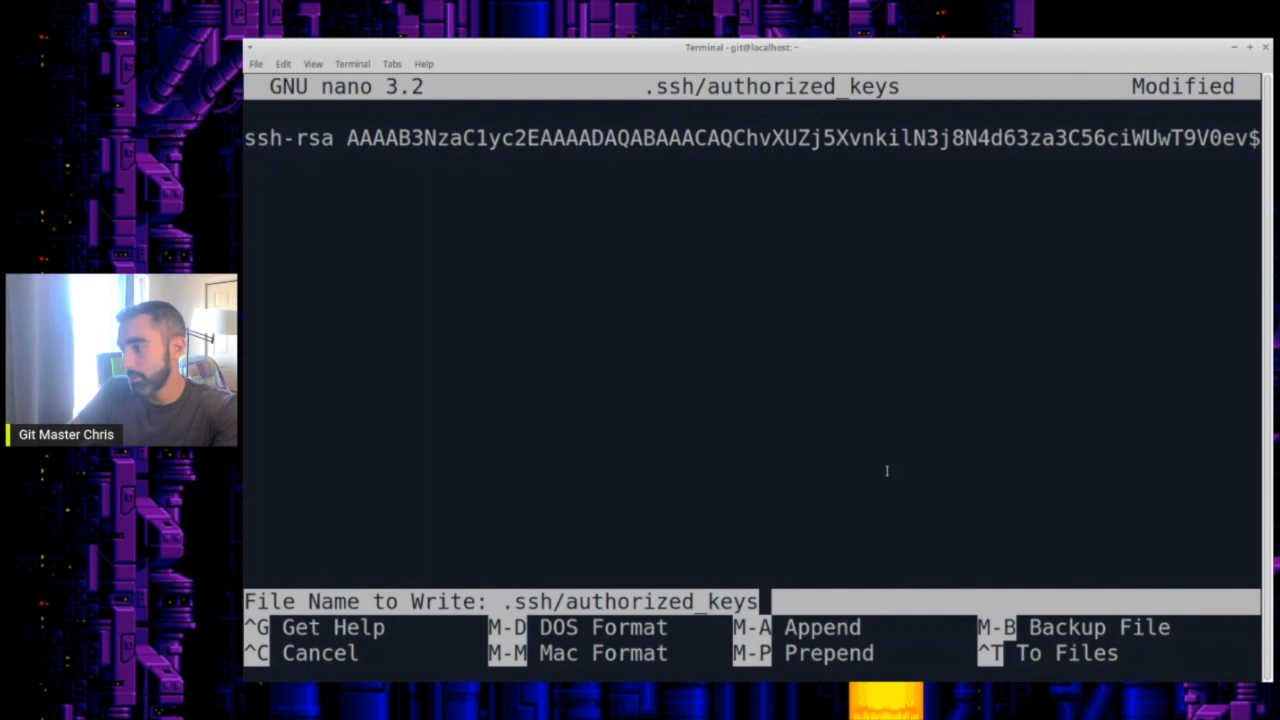 Terminal - git@localhost: ~
File Edit View Terminal Tabs Help
GNU nano 3.2 .ssh/authorized_keys Modified
ssh-rsa AAAAB3NzaC1yc2EAAAADAQABAAACAQChvXUZj5XvnkilN3j8N4d63za3C56ciWUwT9V0ev$
Git Master Chris
File Name to Write: .ssh/authorized_keys
^G Get Help M-D DOS Format M-A Append M-B Backup File
^C Cancel M-M Mac Format M-P Prepend ^T To Files